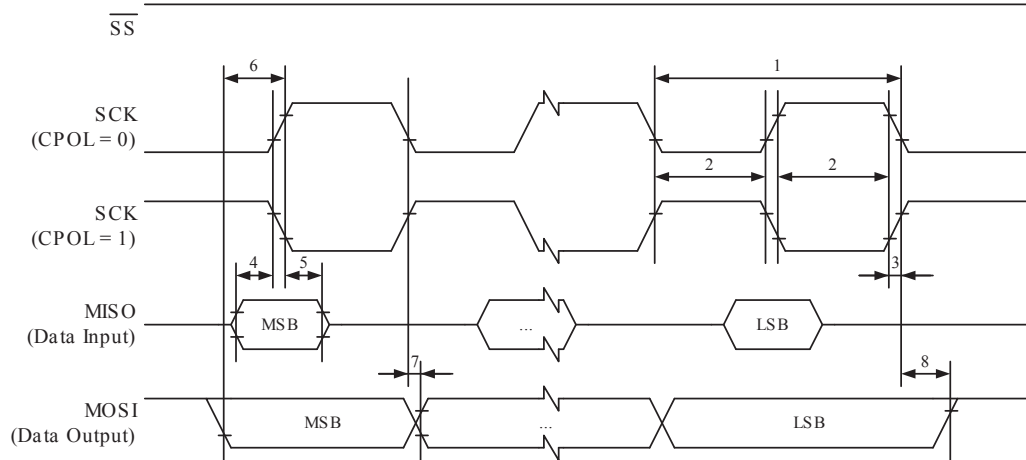 SS
6
1
SCK
(CPOL = 0)
2
2
SCK
(CPOL = 1)
4
5
3
MISO
(Data Input)
MSB
...
LSB
7
8
MOSI
(Data Output)
MSB
...
LSB